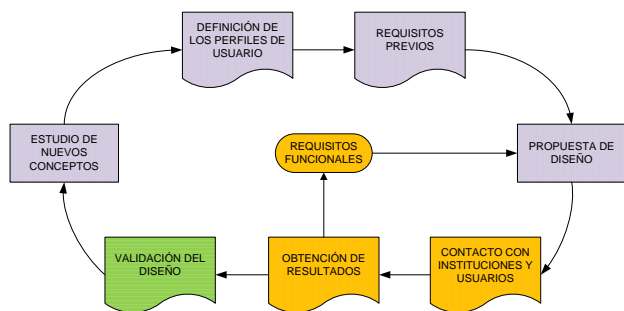 DEFINICIÓN DE
LOS PERFILES DE
USUARIO
REQUISITOS
PREVIOS
ESTUDIO DE
NUEVOS
CONCEPTOS
REQUISITOS
FUNCIONALES
PROPUESTA DE
DISEÑO
VALIDACIÓN DEL
DISEÑO
OBTENCIÓN DE
RESULTADOS
CONTACTO CON
INSTITUCIONES Y
USUARIOS